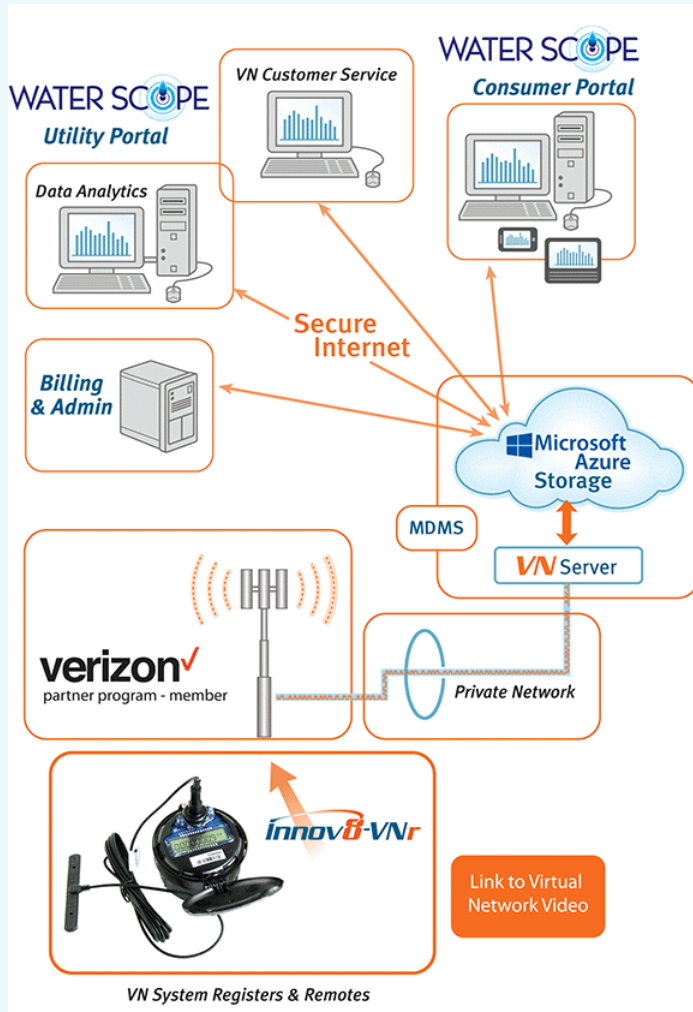 WATER SCOPE
Utility Portal
VN Customer Service
WATER SCOPE
Consumer Portal
Data Analytics
Secure
Internet
Billing
& Admin
Microsoft
Azure
Storage
MDMS
VN Server
verizon
partner program - member
Private Network
innov8-VNr
Link to Virtual
Network Video
VN System Registers & Remotes